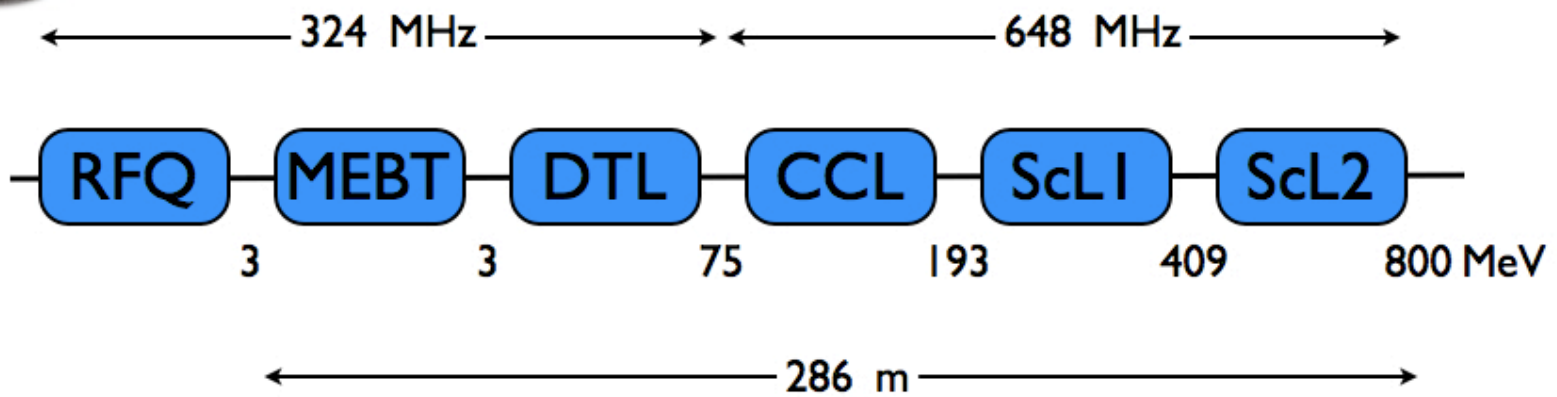 324 MHz 648 MHz
RFQ MEBT DTL CCL ScL1 ScL2
3 3 75 193 409 800 MeV
286 m